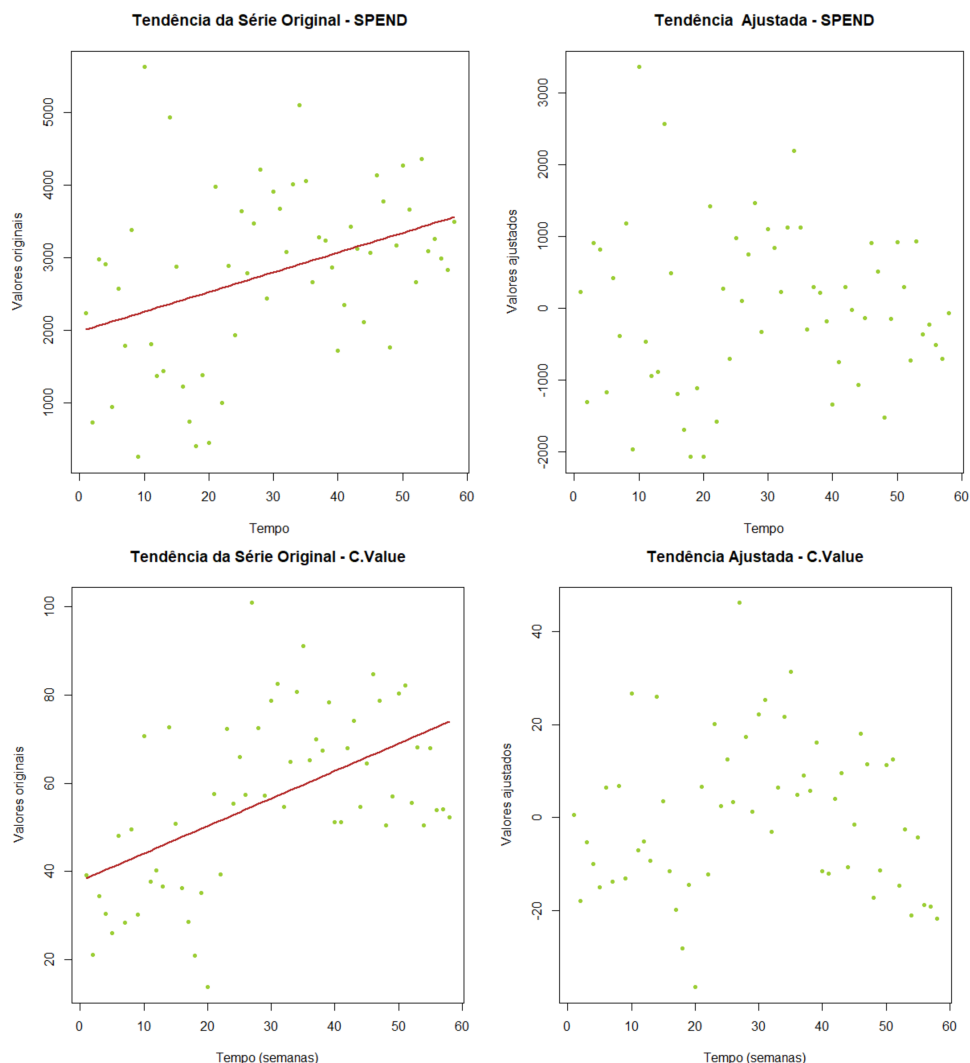 Tendência da Série Original - SPEND
Valores originais
5000
4000
3000
2000
1000
0 10 20 30 40 50 60
Tempo
Tendência  Ajustada - SPEND
Valores ajustados
3000
2000
1000
0
-1000
-2000
0 10 20 30 40 50 60
Tempo
Tendência da Série Original - C.Value
Valores originais
100
80
60
40
20
0 10 20 30 40 50 60
Tempo (semanas)
Tendência Ajustada - C.Value
Valores ajustados
40
20
0
-20
0 10 20 30 40 50 60
Tempo (semanas)